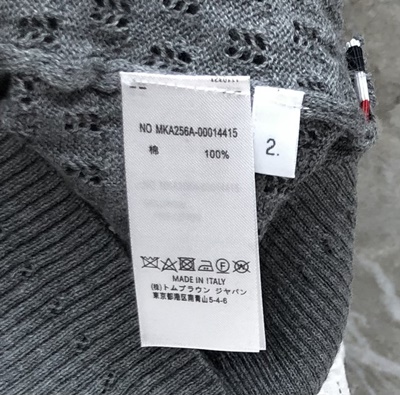 NO MKA256A-00014415
棉 100%
2.
MADE IN ITALY
(株)トムブラウン ジャパン
東京都港区南青山5-4-6